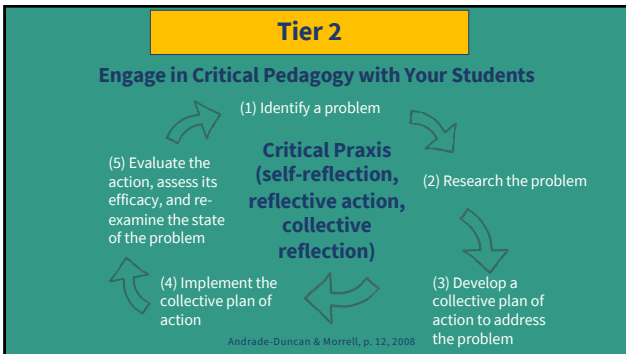 Tier 2
Engage in Critical Pedagogy with Your Students
(1) Identify a problem
Critical Praxis
(self-reflection,
reflective action,
collective
reflection)
(2) Research the problem
(3) Develop a
collective plan of
action to address
the problem
(4) Implement the
collective plan of
action
(5) Evaluate the
action, assess its
efficacy, and re-
examine the state
of the problem
Andrade-Duncan & Morrell, p. 12, 2008